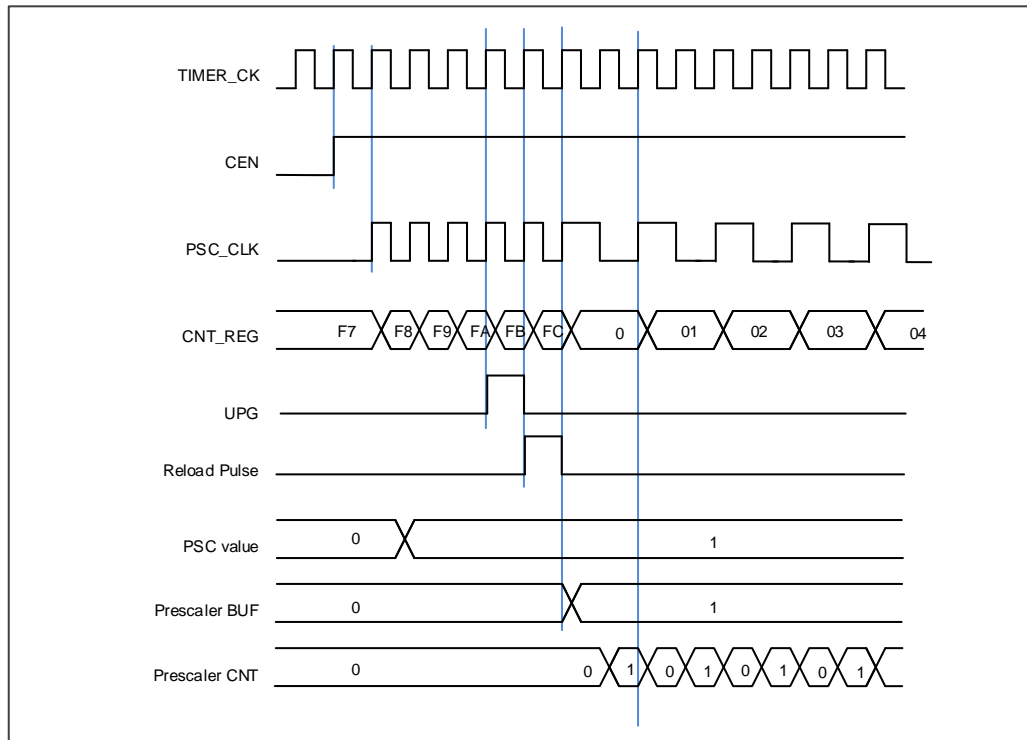 TIMER_CK
CEN
PSC_CLK
CNT_REG F7 F8 F9 FA FB FC 0 01 02 03 04
UPG
Reload Pulse
PSC value 0 1
Prescaler BUF 0 1
Prescaler CNT 0 0 1 0 1 0 1 0 1